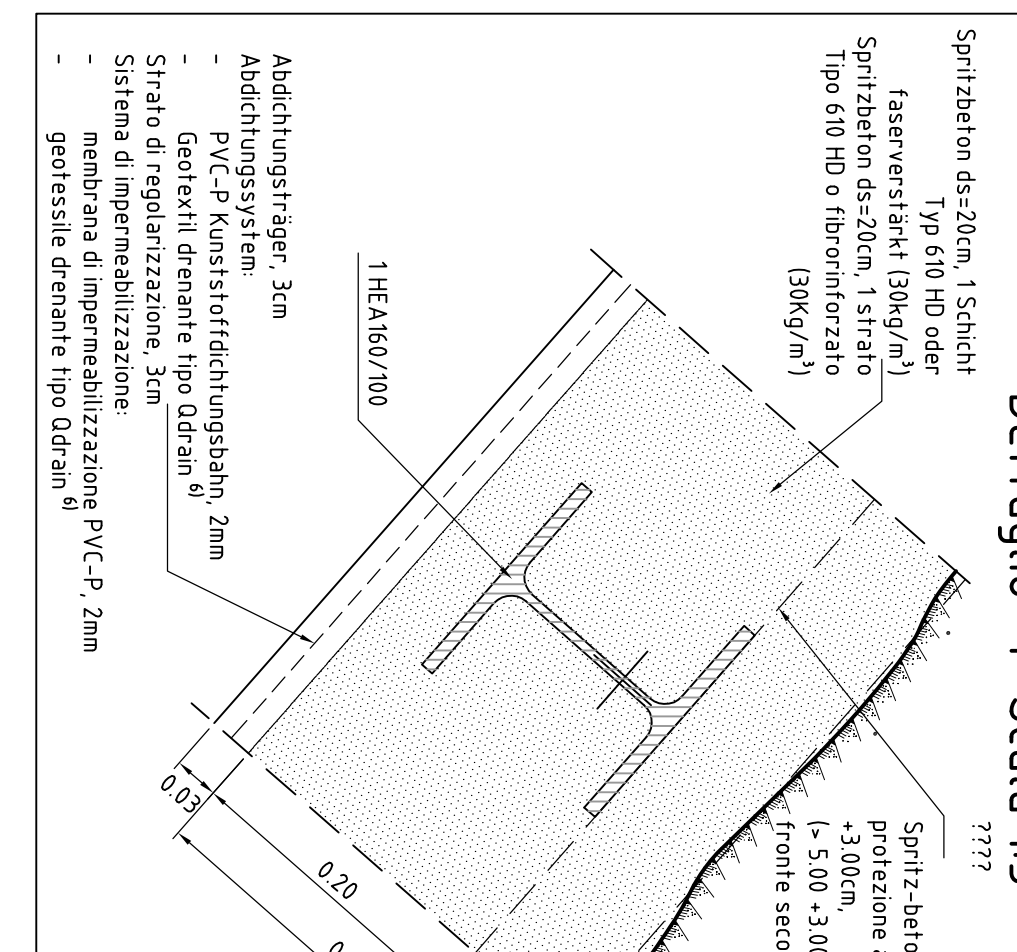 Spritzbeton ds=20cm, 1 Schicht
Typ 610 HD oder
faserverstärkt (30kg/m³)
Spritzbeton ds=20cm, 1 strato
Tipo 610 HD o fibrorinforzato
(30Kg/m³)
1 HEA160/100
Abdichtungsträger, 3cm
Abdichtungssystem:
- PVC-P Kunststoffdichtungsbahn, 2mm
- Geotextil drenante tipo Qdrain 6)
Strato di regolarizzazione, 3cm
Sistema di impermeabilizzazione:
- membrana di impermeabilizzazione PVC-P, 2mm
- geotessile drenante tipo Qdrain 6)
????
Spritz-beto
protezione
+3.00cm,
(> 5.00 +3.00
fronte seco
0.03
0.20
0.